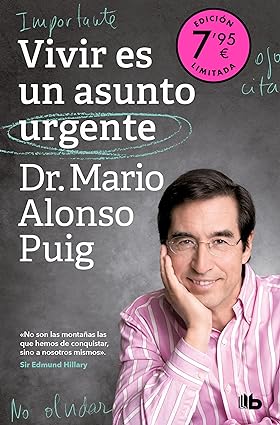 Importante
EDICIÓN
7'95
€
LIMITADA
Vivir es
un asunto
urgente
ojo
cita
Dr. Mario
Alonso
Puig
«No son las montañas las
que hemos de conquistar,
sino a nosotros mismos».
Sir Edmund Hillary
No olvidar
b